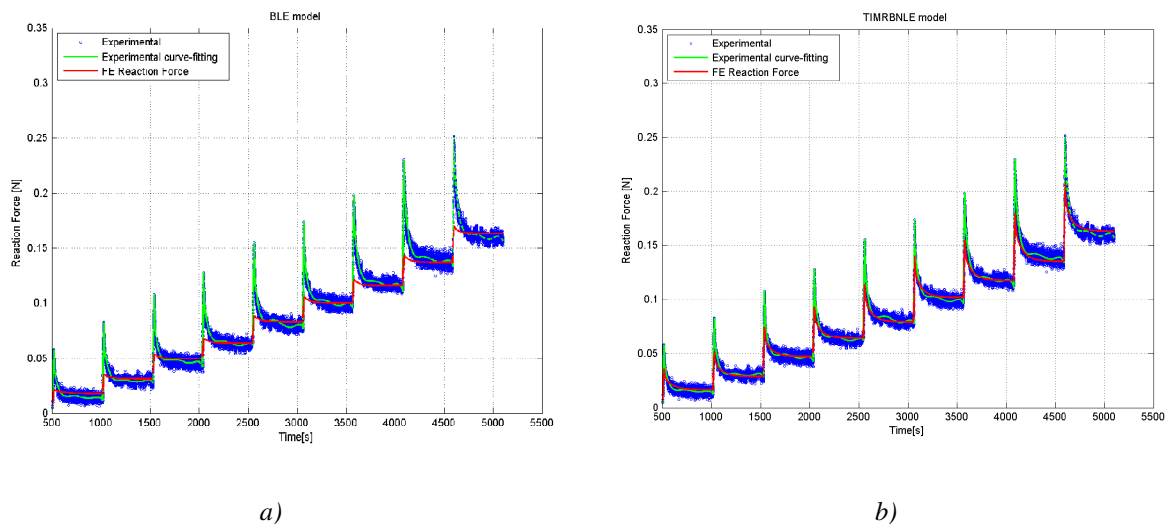 BLE model
0.35
0.3
0.25
0.2
0.15
0.1
0.05
0
Reaction Force [N]
Experimental
Experimental curve-fitting
FE Reaction Force
500 1000 1500 2000 2500 3000 3500 4000 4500 5000 5500
Time[s]
a)
TIMRBNLE model
0.35
0.3
0.25
0.2
0.15
0.1
0.05
0
Reaction Force [N]
Experimental
Experimental curve-fitting
FE Reaction Force
500 1000 1500 2000 2500 3000 3500 4000 4500 5000 5500
Time[s]
b)